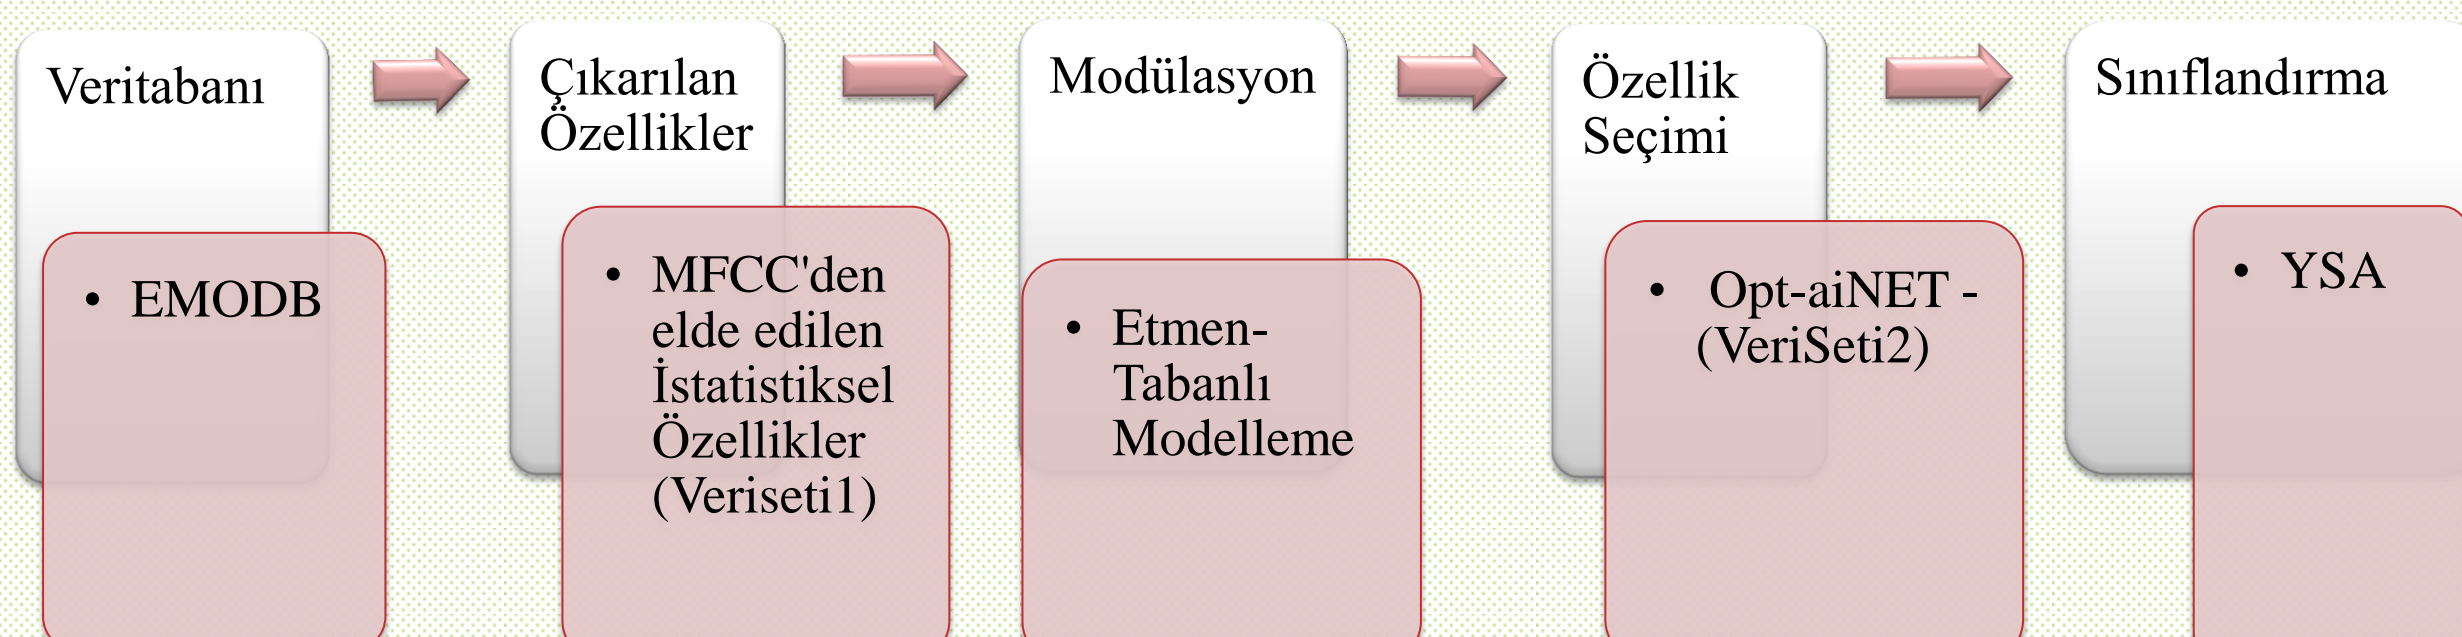 Veritabanı
• EMODB
Çıkarılan
Özellikler
• MFCC'den
elde edilen
İstatistiksel
Özellikler
(Veriseti1)
Modülasyon
• Etmen-
Tabanlı
Modelleme
Özellik
Seçimi
• Opt-aiNET -
(VeriSeti2)
Sınıflandırma
• YSA